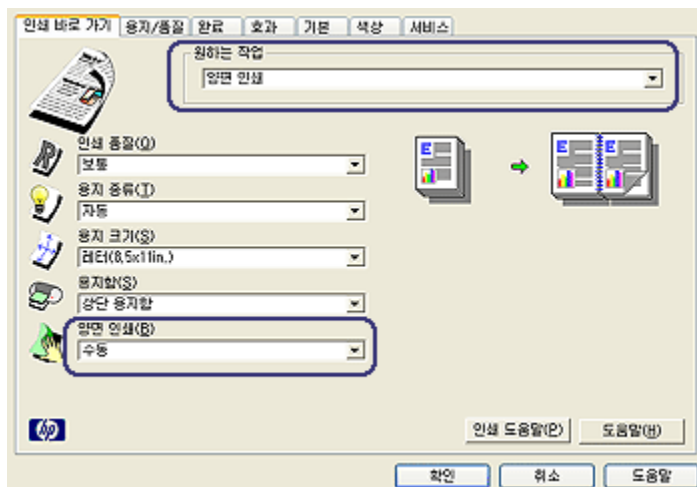 인쇄 바로 가기 용지/품질 완료 효과 기본 색상 서비스
원하는 작업
양면 인쇄
인쇄 품질(Q)
보통
용지 종류(T)
자동
용지 크기(S)
레터(8,5x11in,)
용지함(S)
상단 용지함
양면 인쇄(B)
수동
hp
인쇄 도움말(P) 도움말(H)
확인 취소 도움말